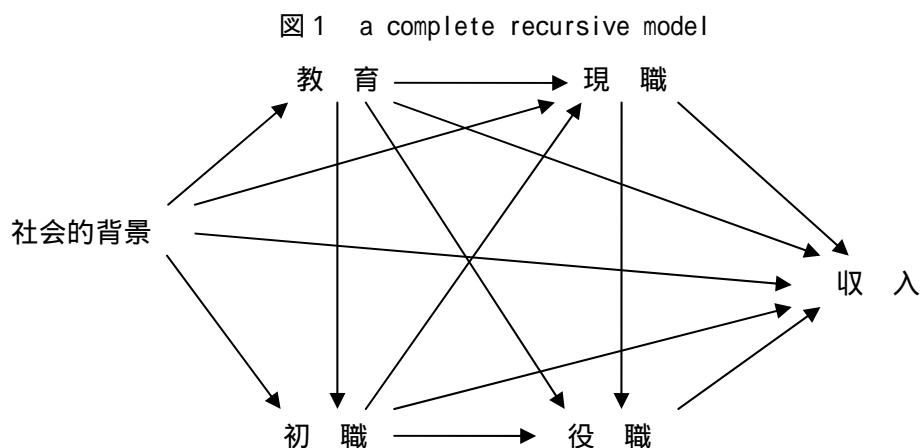 図1 a complete recursive model
教 育
現 職
社会的背景
収 入
初 職
役 職